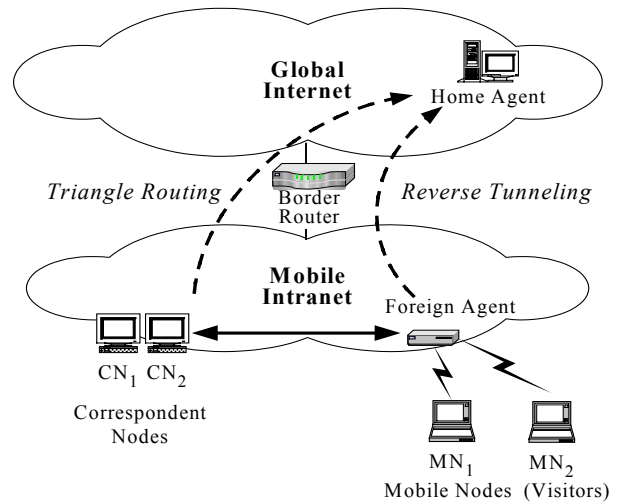 Global
Internet
Home Agent
Triangle Routing
Border
Router
Reverse Tunneling
Mobile
Intranet
Foreign Agent
CN1 CN2
Correspondent
Nodes
MN1 MN2
Mobile Nodes (Visitors)